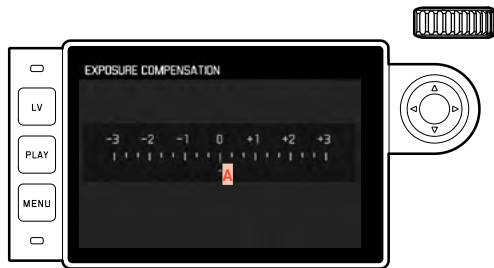 EXPOSURE COMPENSATION
LV
PLAY
MENU
-3 -2 -1 0 +1 +2 +3
A